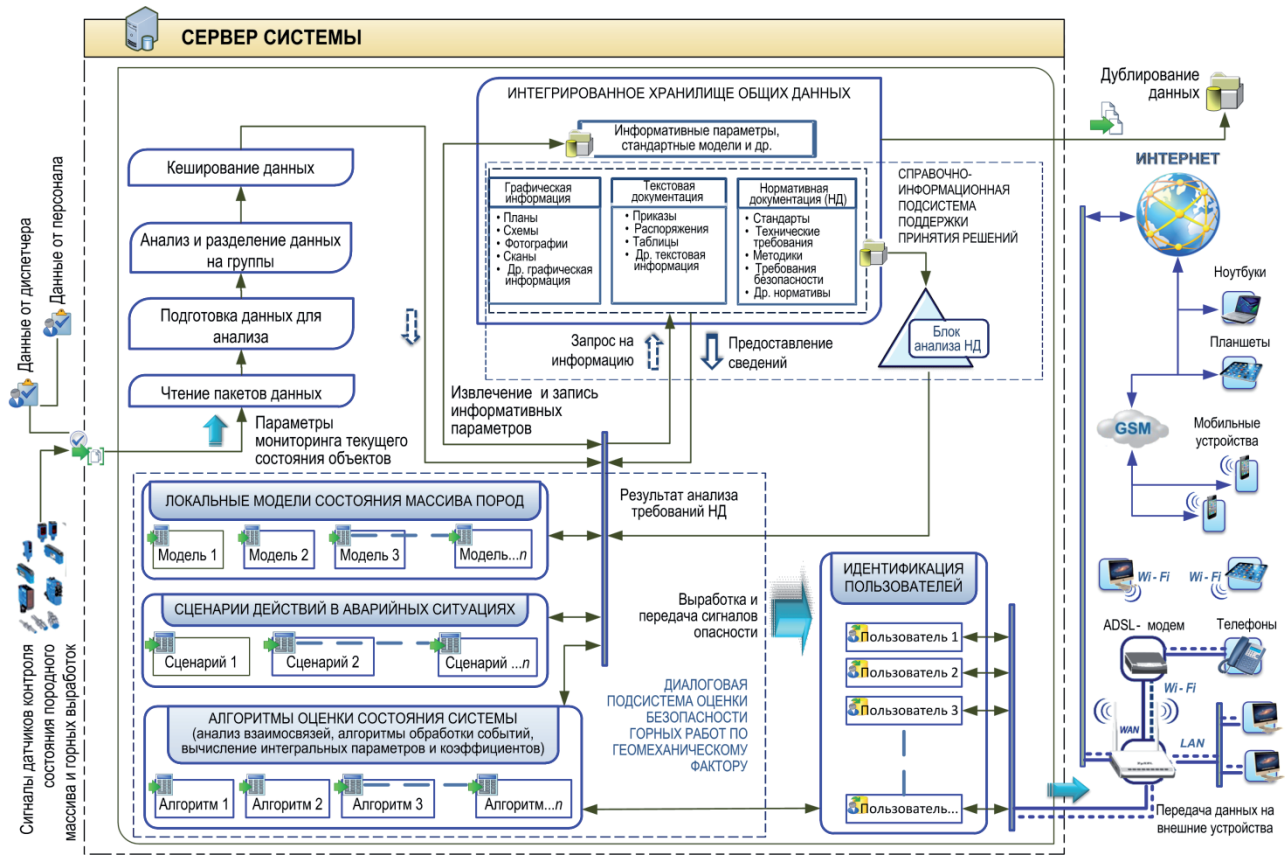 СЕРВЕР СИСТЕМЫ
Данные от диспетчера
Данные от персонала
Сигналы датчиков контроля
состояния породного
массива и горных выработок
Кеширование данных
Анализ и разделение данных
на группы
Подготовка данных для
анализа
Чтение пакетов данных
Параметры
мониторинга текущего
состояния объектов
ИНТЕГРИРОВАННОЕ ХРАНИЛИЩЕ ОБЩИХ ДАННЫХ
Информативные параметры,
стандартные модели и др.
Графическая
информация
• Планы
• Схемы
• Фотографии
• Сканы
• Др. графическая
информация
Текстовая
документация
• Приказы
• Распоряжения
• Таблицы
• Др. текстовая
информация
Нормативная
документация (НД)
• Стандарты
• Технические
требования
• Методики
• Требования
безопасности
• Др. нормативы
СПРАВОЧНО-
ИНФОРМАЦИОННАЯ
ПОДСИСТЕМА
ПОДДЕРЖКИ
ПРИНЯТИЯ РЕШЕНИЙ
Блок
анализа НД
Запрос на
информацию
Предоставление
сведений
Извлечение и запись
информативных
параметров
Результат анализа
требований НД
ЛОКАЛЬНЫЕ МОДЕЛИ СОСТОЯНИЯ МАССИВА ПОРОД
Модель 1
Модель 2
Модель 3
Модель...n
СЦЕНАРИИ ДЕЙСТВИЙ В АВАРИЙНЫХ СИТУАЦИЯХ
Сценарий 1
Сценарий 2
Сценарий ...n
АЛГОРИТМЫ ОЦЕНКИ СОСТОЯНИЯ СИСТЕМЫ
(анализ взаимосвязей, алгоритмы обработки событий,
вычисление интегральных параметров и коэффициентов)
Алгоритм 1
Алгоритм 2
Алгоритм 3
Алгоритм...n
Выработка и
передача сигналов
опасности
ДИАЛОГОВАЯ
ПОДСИСТЕМА ОЦЕНКИ
БЕЗОПАСНОСТИ
ГОРНЫХ РАБОТ ПО
ГЕОМЕХАНИЧЕСКОМУ
ФАКТОРУ
ИДЕНТИФИКАЦИЯ
ПОЛЬЗОВАТЕЛЕЙ
Пользователь 1
Пользователь 2
Пользователь 3
Пользователь...
Дублирование
данных
ИНТЕРНЕТ
Ноутбуки
Планшеты
GSM
Мобильные
устройства
Wi - Fi
Wi - Fi
ADSL - модем
Телефоны
Wi - Fi
WAN
LAN
ZyXEL
Передача данных на
внешние устройства